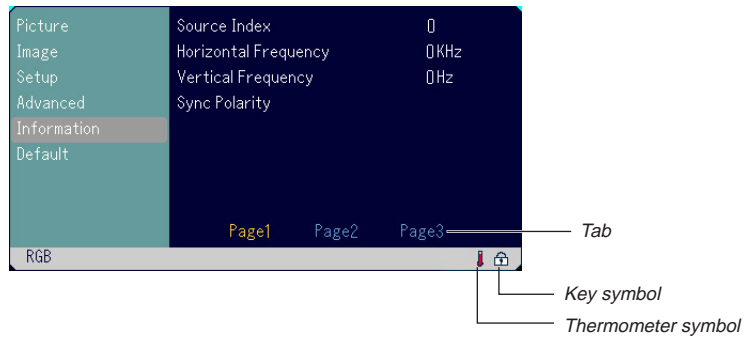 Picture
Image
Setup
Advanced
Information
Default
Source Index 0
Horizontal Frequency 0KHz
Vertical Frequency 0Hz
Sync Polarity
Page1 Page2 Page3
Tab
RGB
Key symbol
Thermometer symbol